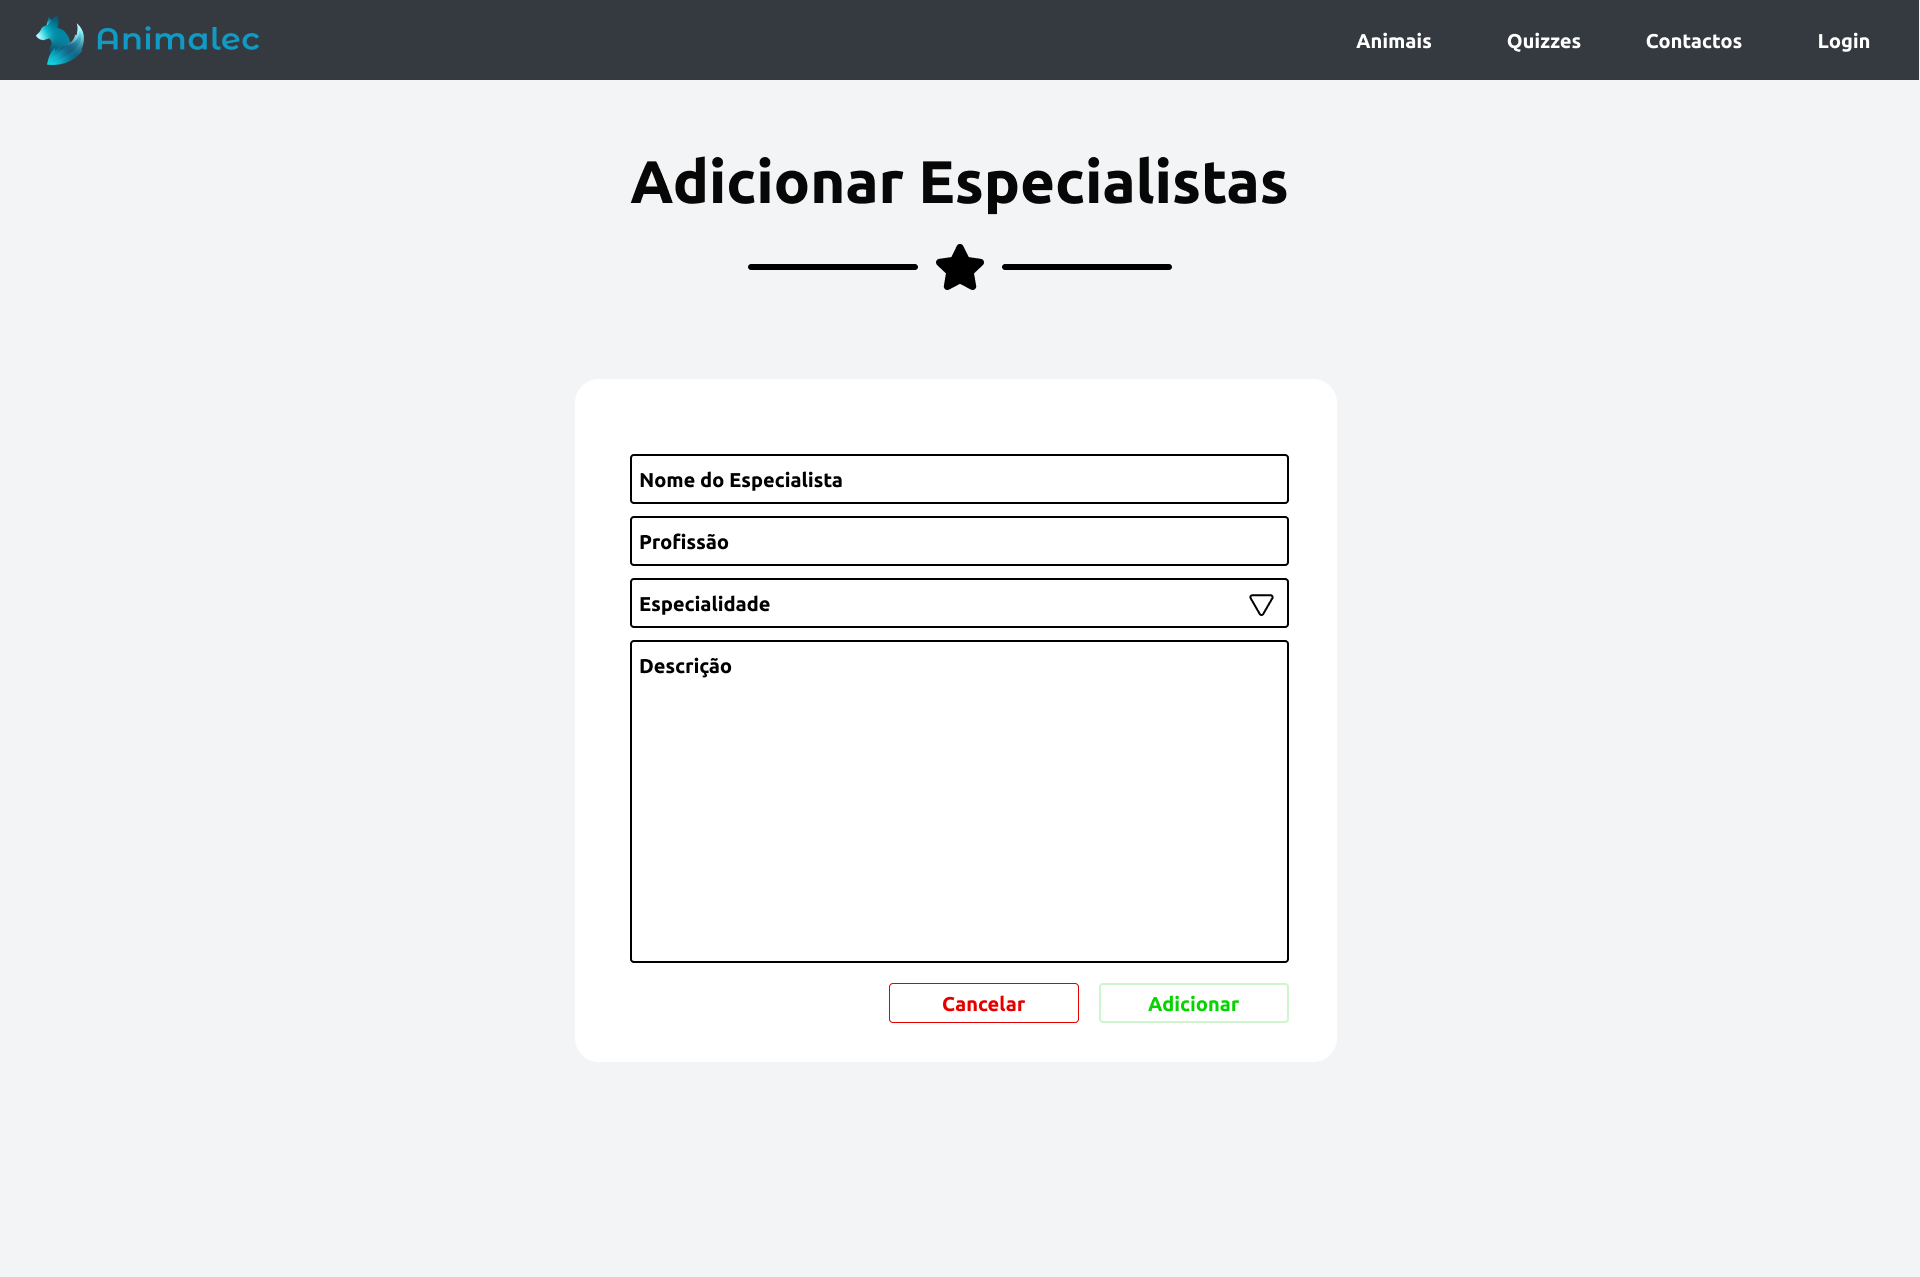 Animalec
Animais Quizzes Contactos Login
Adicionar Especialistas
Nome do Especialista
Profissão
Especialidade
Descrição
Cancelar Adicionar